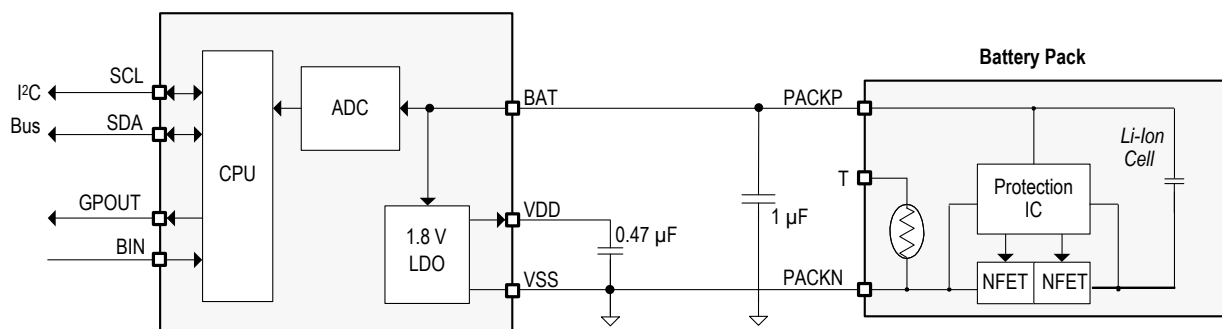 Battery Pack
SCL
I²C
Bus
SDA
GPOUT
BIN
CPU
ADC
1.8 V
LDO
BAT
VDD
VSS
0.47 µF
1 µF
PACKP
T
PACKN
Protection
IC
NFET
NFET
Li-Ion
Cell